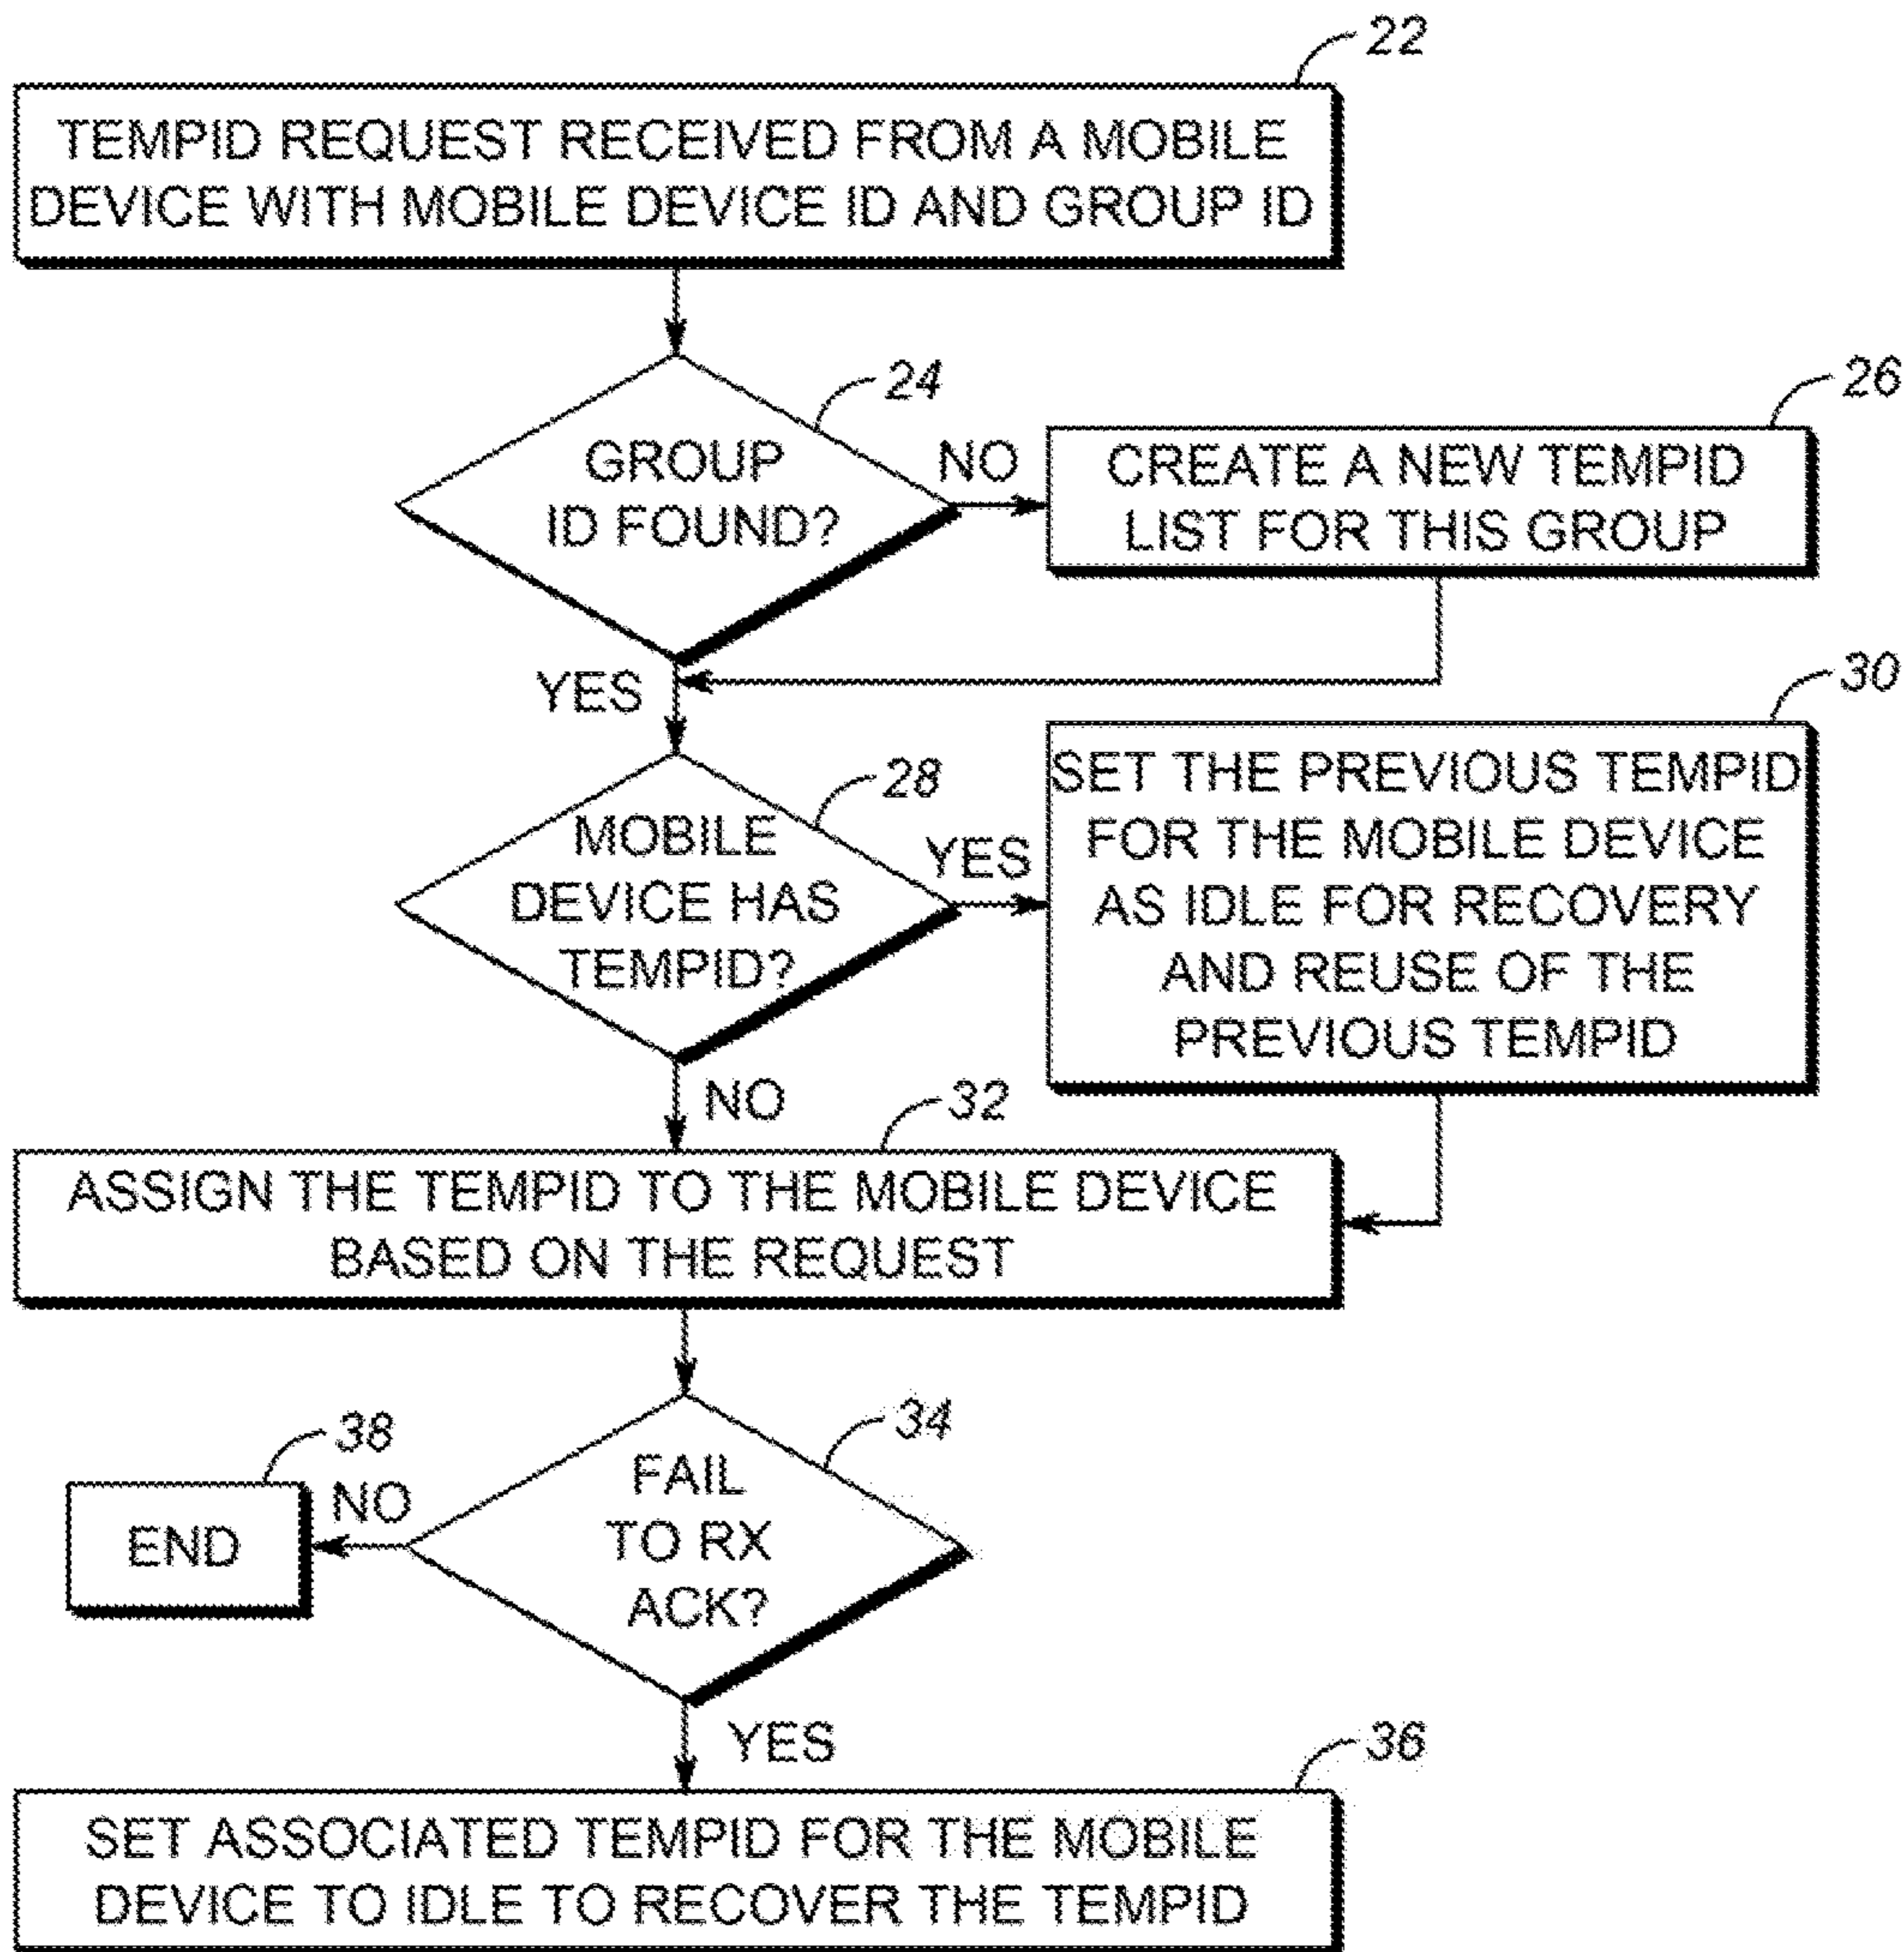 22
TEMPID REQUEST RECEIVED FROM A MOBILE
DEVICE WITH MOBILE DEVICE ID AND GROUP ID
24
GROUP
ID FOUND?
NO
26
CREATE A NEW TEMPID
LIST FOR THIS GROUP
YES
28
MOBILE
DEVICE HAS
TEMPID?
YES
30
SET THE PREVIOUS TEMPID
FOR THE MOBILE DEVICE
AS IDLE FOR RECOVERY
AND REUSE OF THE
PREVIOUS TEMPID
NO
32
ASSIGN THE TEMPID TO THE MOBILE DEVICE
BASED ON THE REQUEST
34
FAIL
TO RX
ACK?
NO
38
END
YES
36
SET ASSOCIATED TEMPID FOR THE MOBILE
DEVICE TO IDLE TO RECOVER THE TEMPID